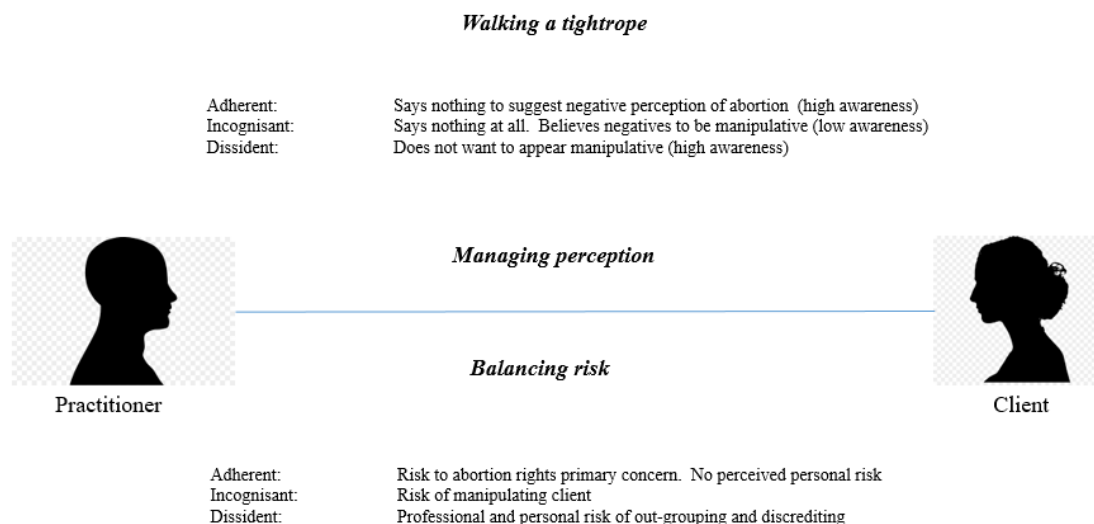 Walking a tightrope
Adherent: Says nothing to suggest negative perception of abortion (high awareness)
Incognisant: Says nothing at all. Believes negatives to be manipulative (low awareness)
Dissident: Does not want to appear manipulative (high awareness)
Managing perception
Balancing risk
Practitioner Client
Adherent: Risk to abortion rights primary concern. No perceived personal risk
Incognisant: Risk of manipulating client
Dissident: Professional and personal risk of out-grouping and discrediting